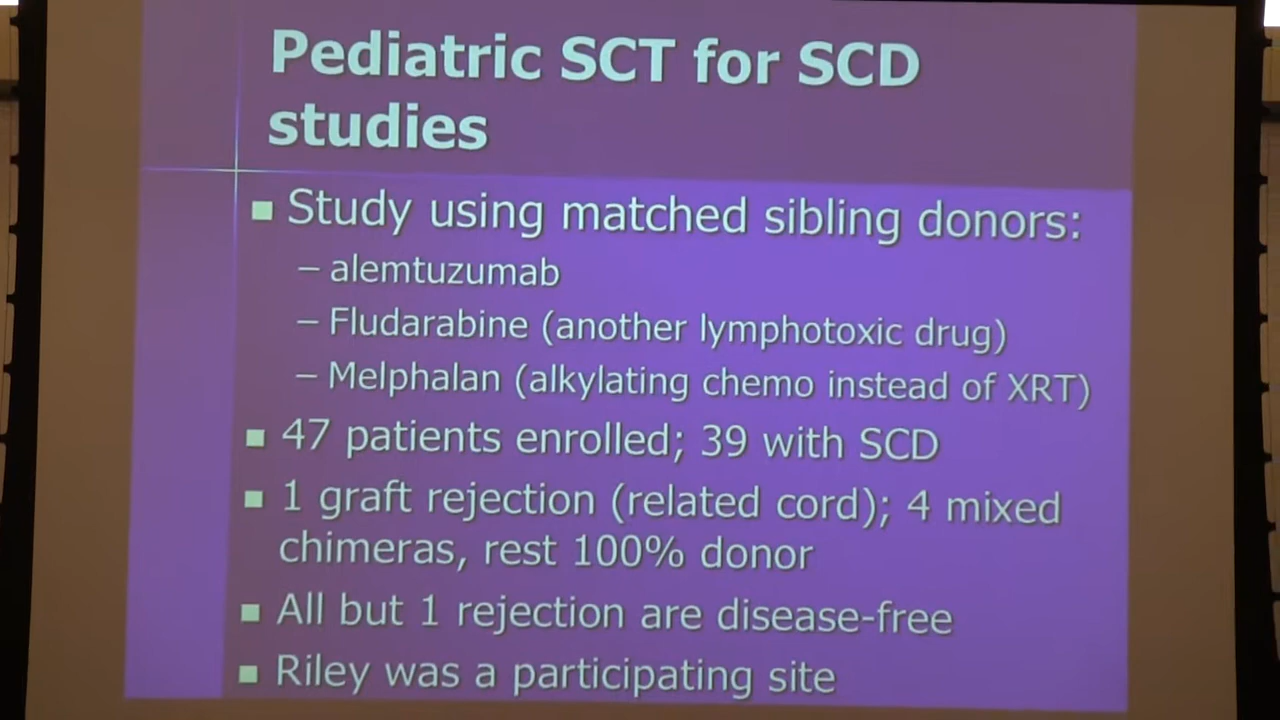 Pediatric SCT for SCD
studies
■ Study using matched sibling donors:
– alemtuzumab
– Fludarabine (another lymphotoxic drug)
– Melphalan (alkylating chemo instead of XRT)
■ 47 patients enrolled; 39 with SCD
■ 1 graft rejection (related cord); 4 mixed
chimeras, rest 100% donor
■ All but 1 rejection are disease-free
■ Riley was a participating site